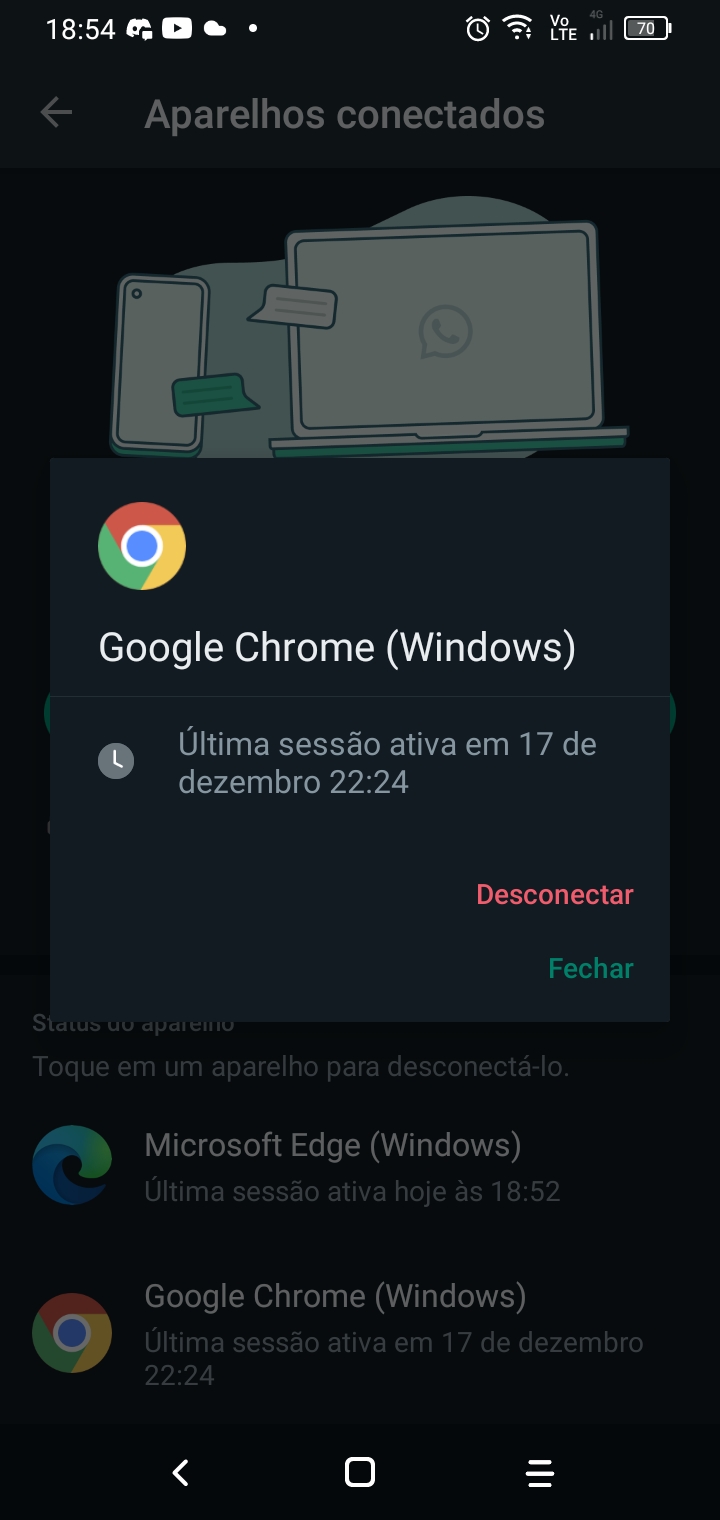 18:54
Vo
LTE
4G
70
Aparelhos conectados
Google Chrome (Windows)
Última sessão ativa em 17 de
dezembro 22:24
Desconectar
Fechar
Status do aparelho
Toque em um aparelho para desconectá-lo.
Microsoft Edge (Windows)
Última sessão ativa hoje às 18:52
Google Chrome (Windows)
Última sessão ativa em 17 de dezembro
22:24